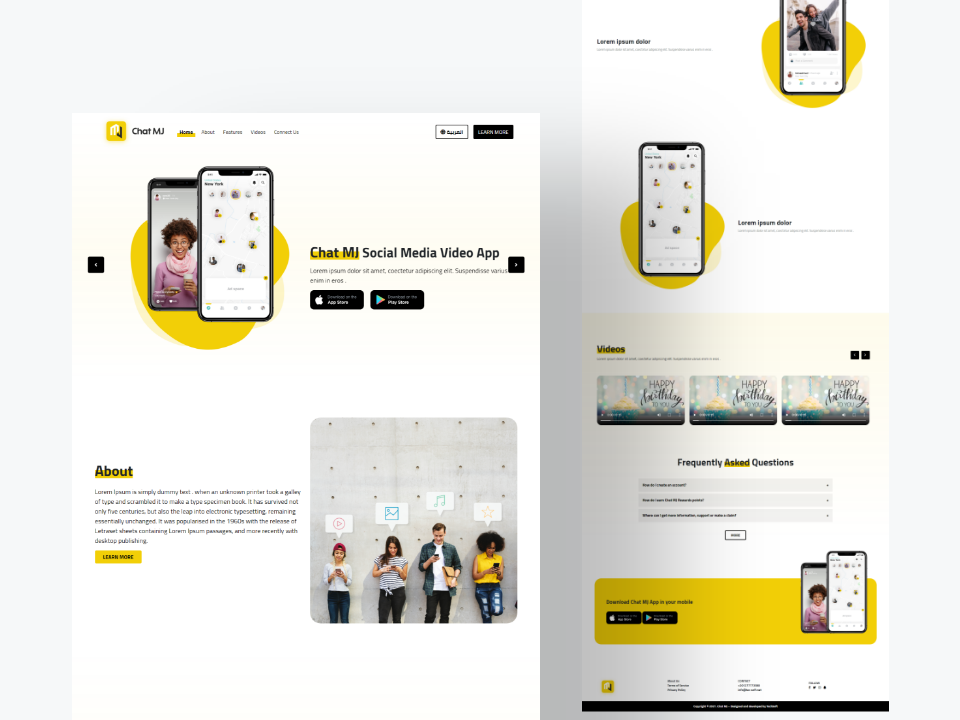 Chat MJ
Home
About
Features
Videos
Connect Us
العربية
LEARN MORE
New York
Chat MJ Social Media Video App
Lorem ipsum dolor sit amet, conctetur adipiscing elit. Suspendisse varius
enim in eros.
Download on the
App Store
Download on the
Play Store
About
Lorem Ipsum is simply dummy text , when an unknown printer took a galley
of type and scrambled it to make a type specimen book. It has survived not
only five centuries, but also the leap into electronic typesetting, remaining
essentially unchanged. It was popularised in the 1960s with the release of
Letraset sheets containing Lorem Ipsum passages, and more recently with
desktop publishing.
LEARN MORE
Lorem ipsum dolor
New York
Lorem ipsum dolor
Videos
HAPPY
birthday
TO YOU
HAPPY
birthday
TO YOU
HAPPY
birthday
TO YOU
Frequently Asked Questions
How do I make an account?
How do I earn Chat MJ Rewards points?
Where can I get more information, support or make a claim?
MORE
Download Chat MJ App in your mobile
App Store
Play Store
About Us
Terms of Service
Privacy Policy